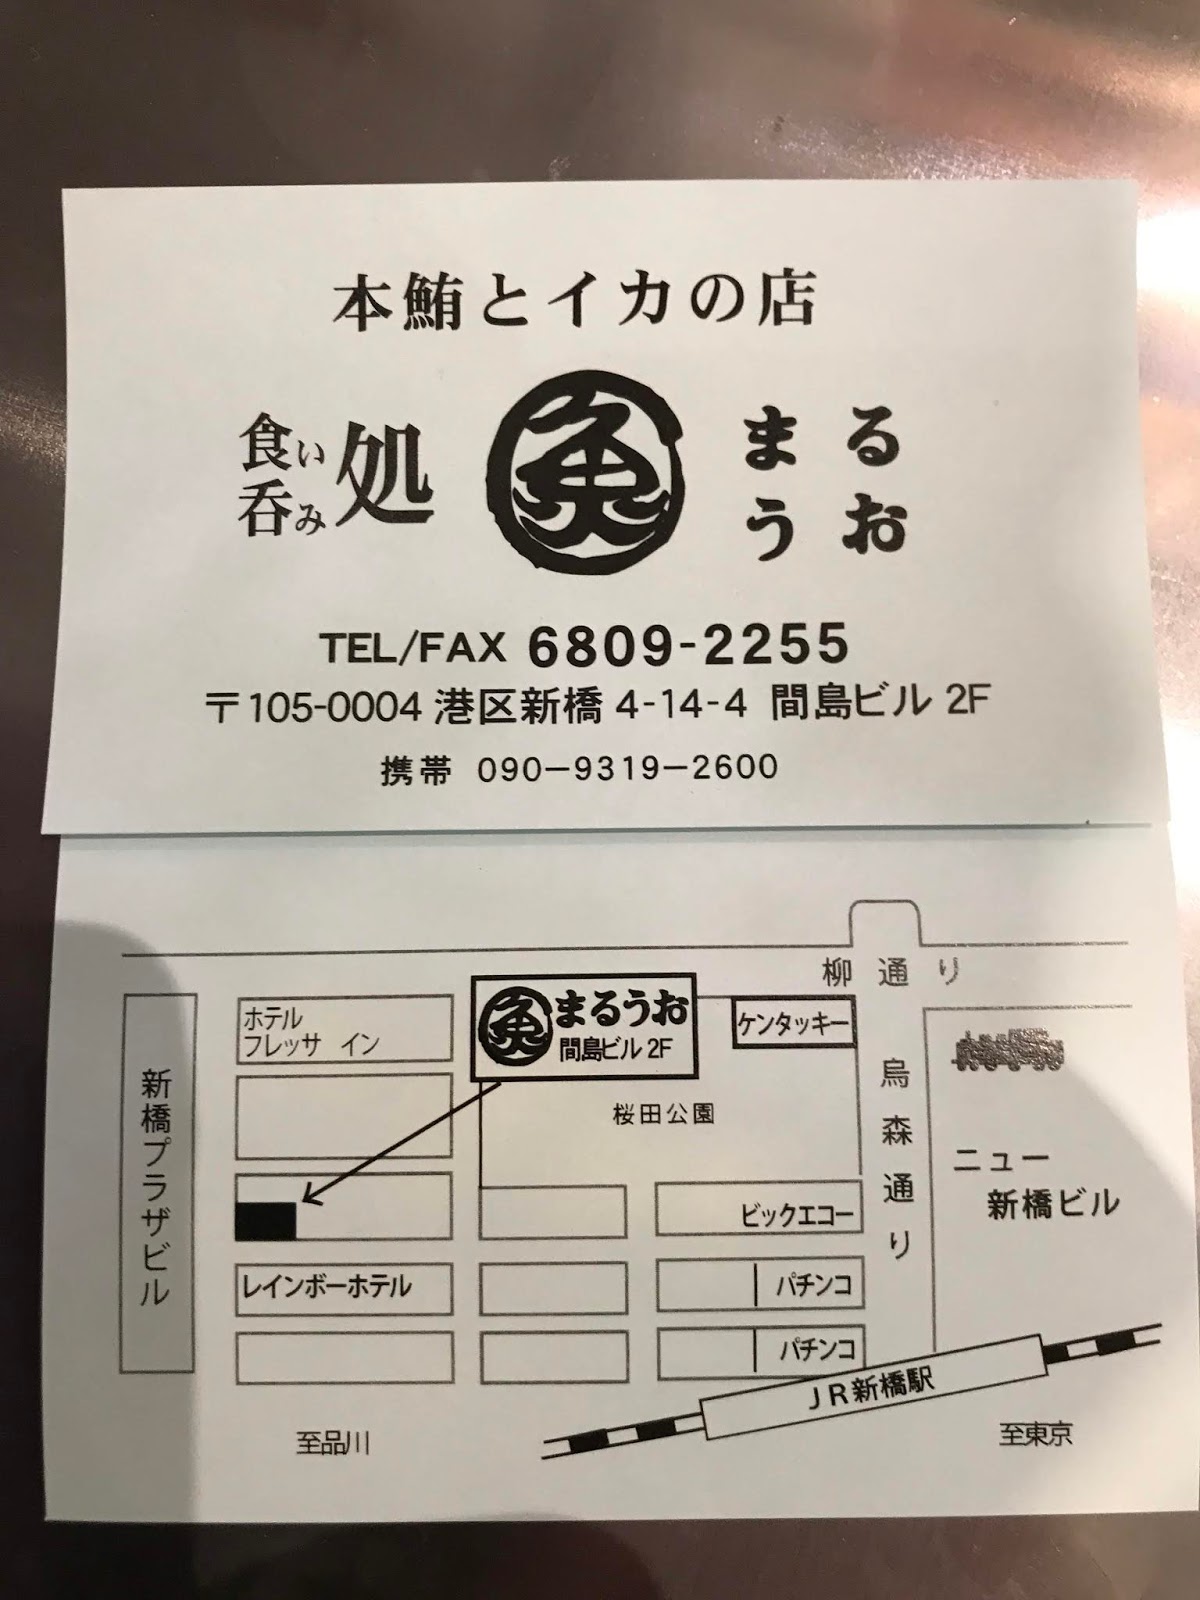 本鮪とイカの店
食い呑み処 魚 まるうお
TEL/FAX 6809-2255
〒105-0004 港区新橋 4-14-4 間島ビル 2F
携帯 090-9319-2600
柳通り
ホテル
フレッサ イン
魚 まるうお
間島ビル 2F
ケンタッキー
新橋プラザビル
桜田公園
烏森通り
ニュー
新橋ビル
ビックエコー
レインボーホテル
パチンコ
パチンコ
JR新橋駅
至品川
至東京